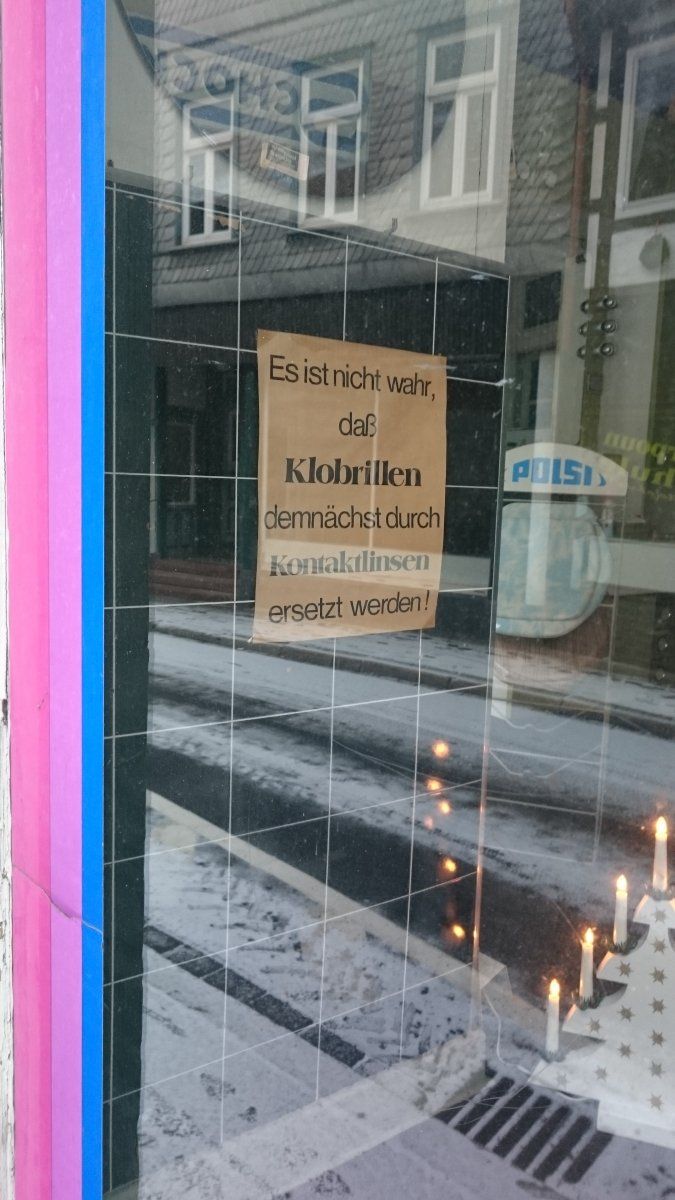 Es ist nicht wahr,
daß
Klobrillen
demnächst durch
Kontaktlinsen
ersetzt werden!
POLSI